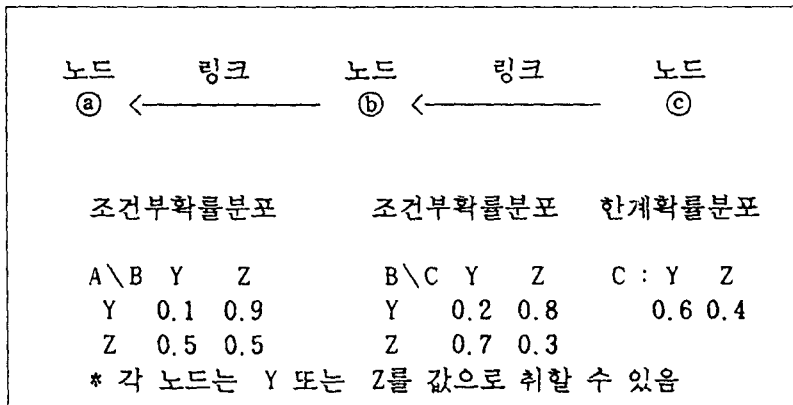 노드 링크 노드 링크 노드
ⓐ <———— ⓑ <———— ⓒ
조건부확률분포 조건부확률분포 한계확률분포
A\B Y Z B\C Y Z C : Y Z
Y 0.1 0.9 Y 0.2 0.8 0.6 0.4
Z 0.5 0.5 Z 0.7 0.3
* 각 노드는 Y 또는 Z를 값으로 취할 수 있음